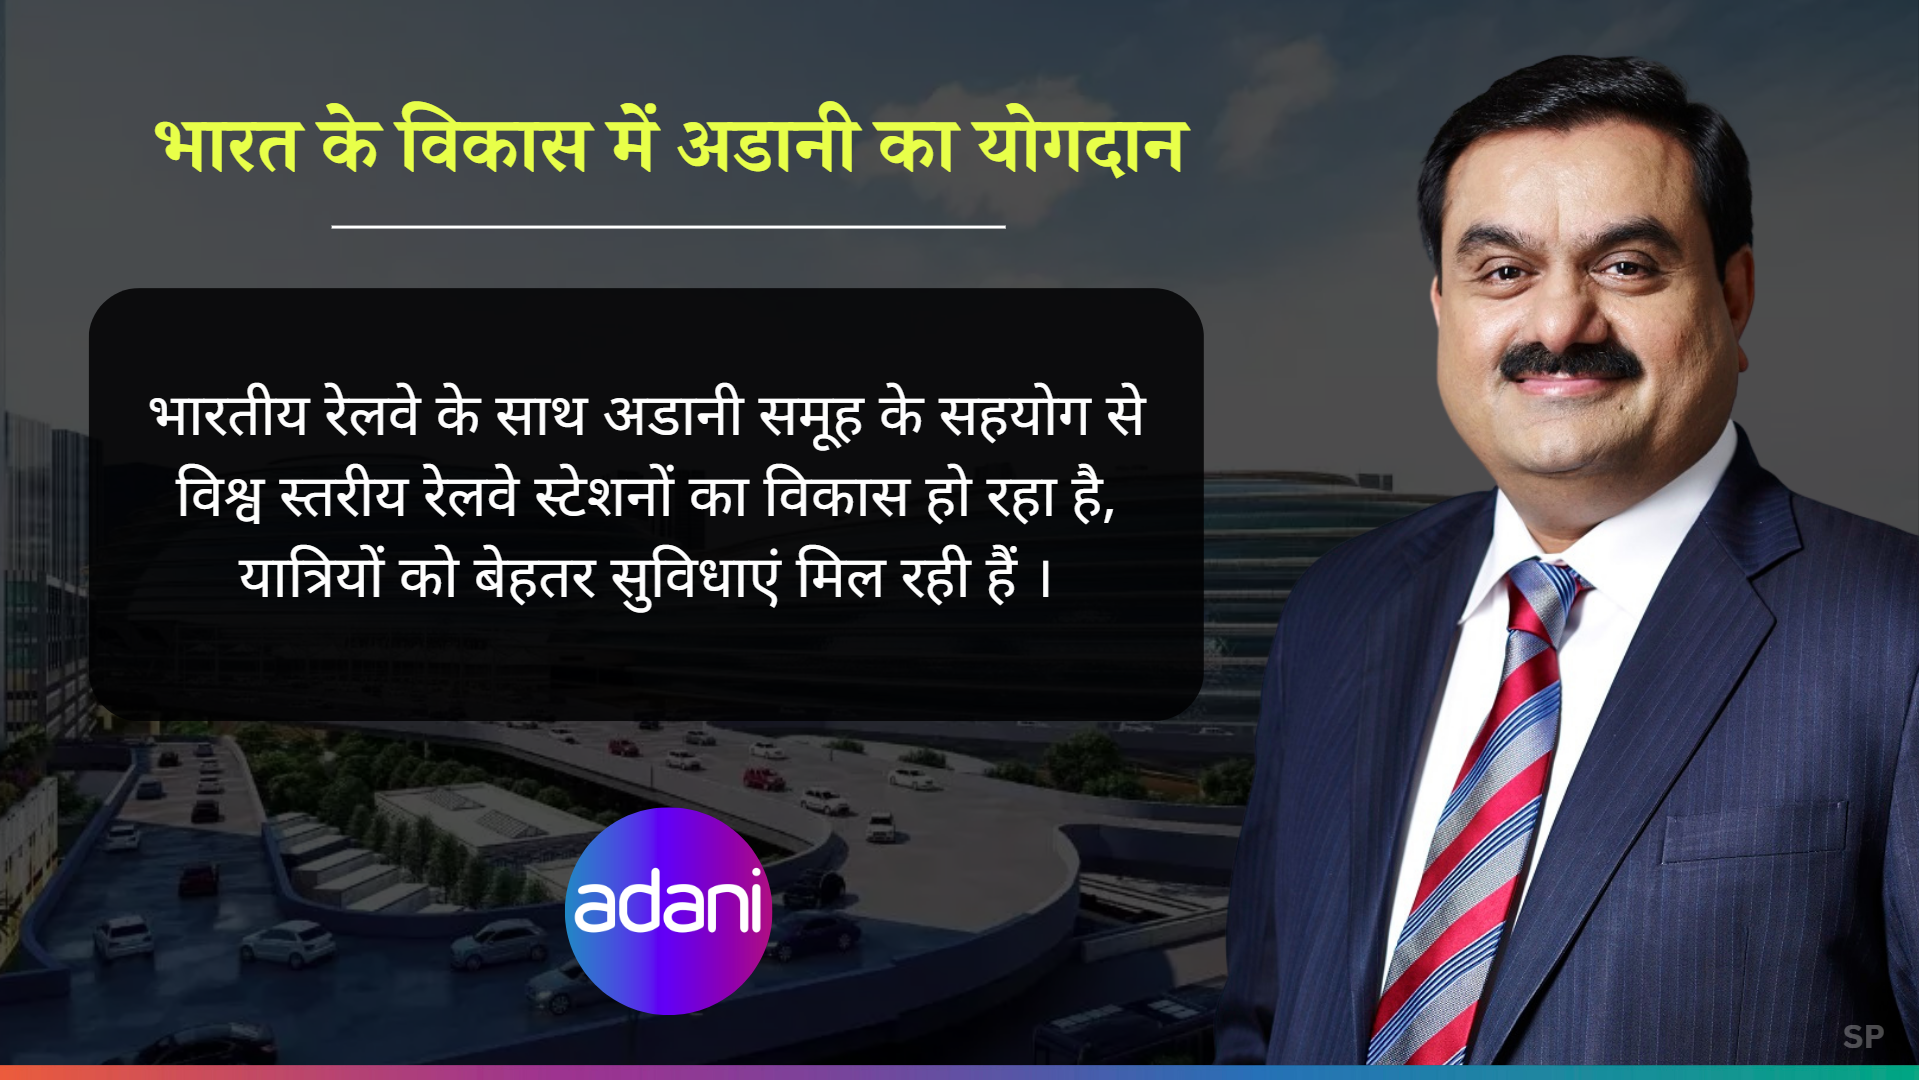 भारत के विकास में अडानी का योगदान
भारतीय रेलवे के साथ अडानी समूह के सहयोग से
विश्व स्तरीय रेलवे स्टेशनों का विकास हो रहा है,
यात्रियों को बेहतर सुविधाएं मिल रही हैं ।
adani
SP